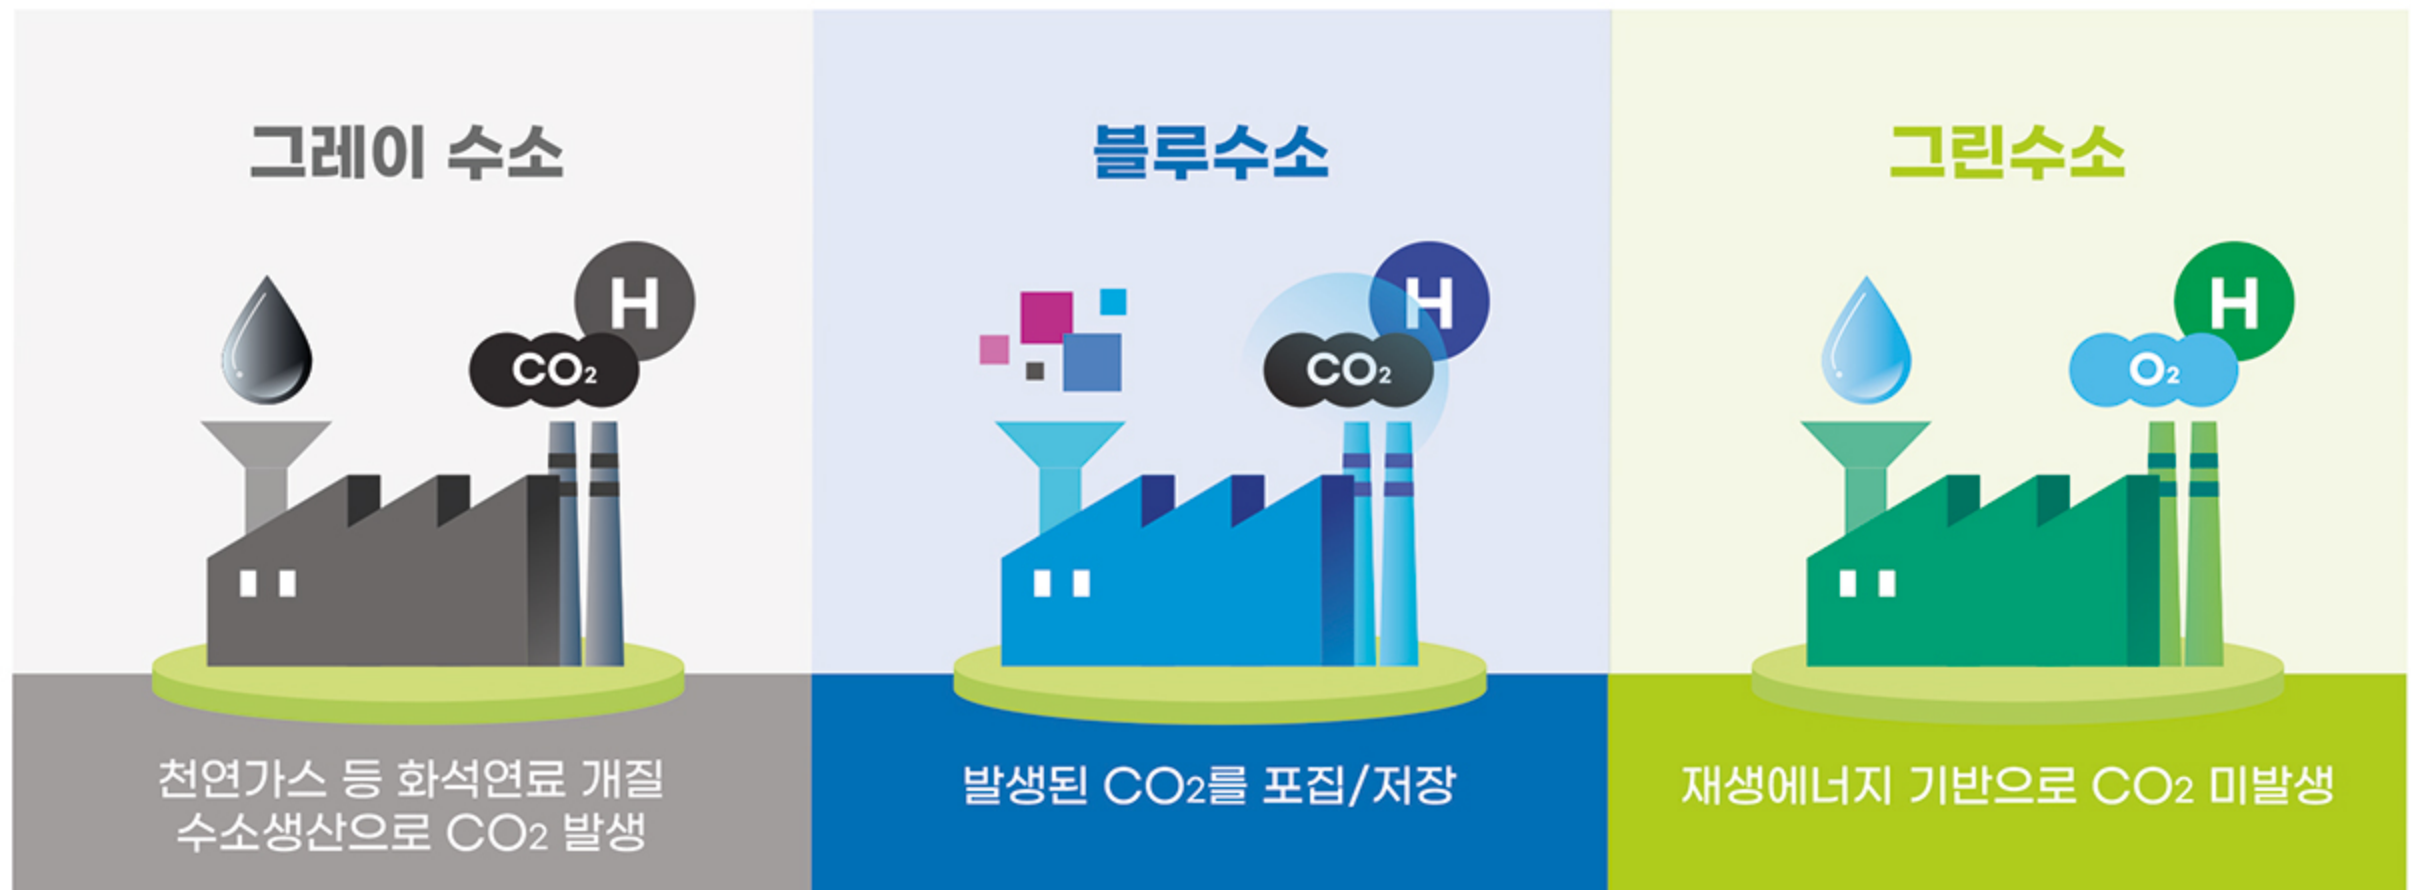 그레이 수소
블루수소
그린수소
H
CO₂
H
CO₂
H
O₂
천연가스 등 화석연료 개질
수소생산으로 CO2 발생
발생된 CO2를 포집/저장
재생에너지 기반으로 CO2 미발생